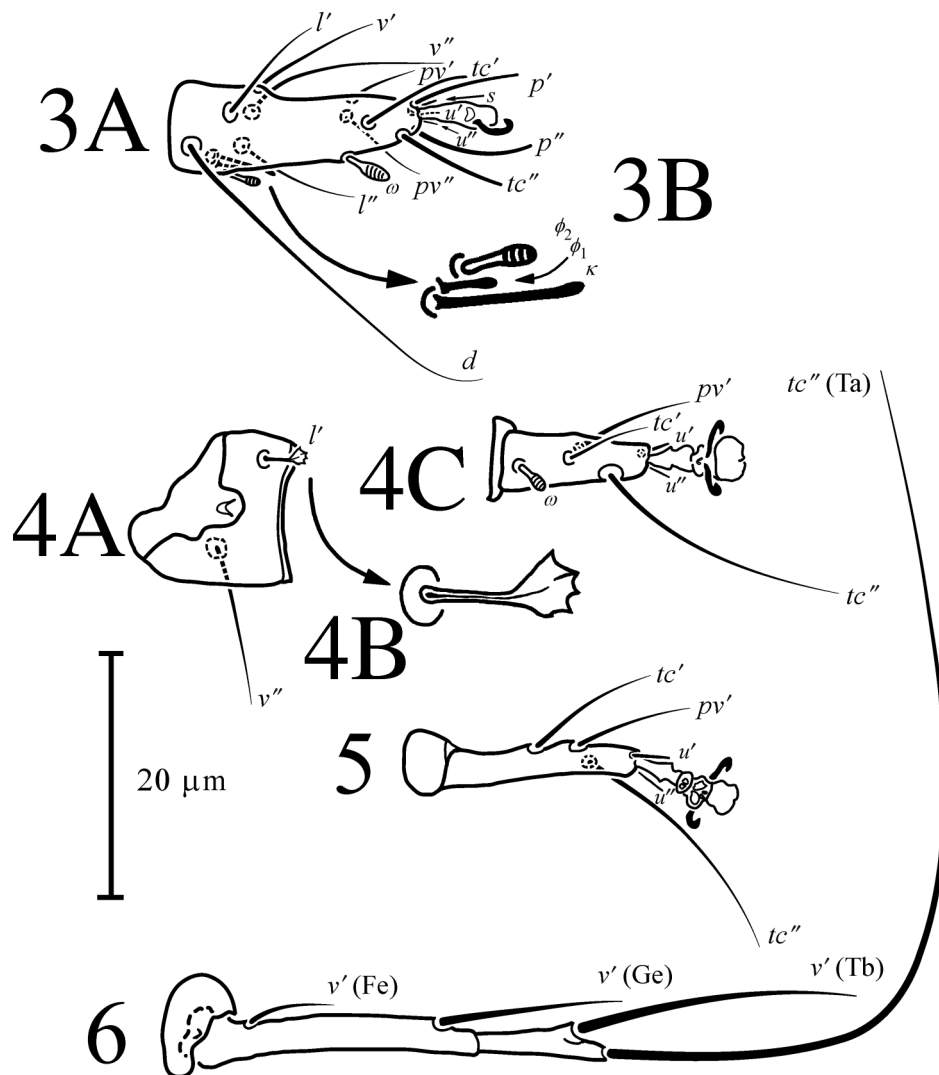 l′ v′
v″
pv′ tc′
p′
s
u′
u″
p″
tc″
3A
ω pv″
l″
3B
ϕ₂
ϕ₁
κ
d
tc″ (Ta)
pv′
tc′
u′
l′
4C
u″
4A
ω
tc″
4B
v″
tc′
pv′
5
u′
u″
20 μm
tc″
v′ (Fe) v′ (Ge) v′ (Tb)
6